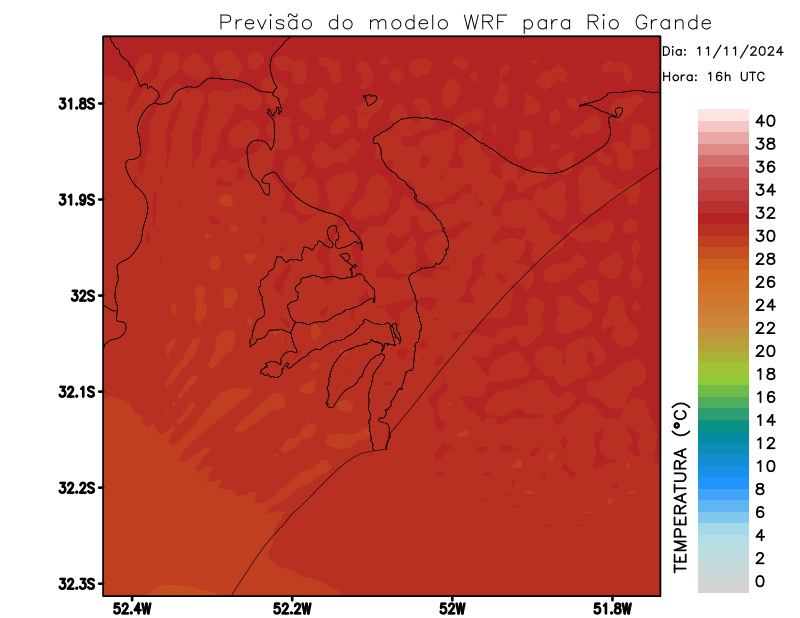 Previsão do modelo WRF para Rio Grande
Dia: 11/11/2024
Hora: 16h UTC
31.8S
31.9S
32S
32.1S
32.2S
32.3S
52.4W
52.2W
52W
51.8W
TEMPERATURA (°C)
40
38
36
34
32
30
28
26
24
22
20
18
16
14
12
10
8
6
4
2
0